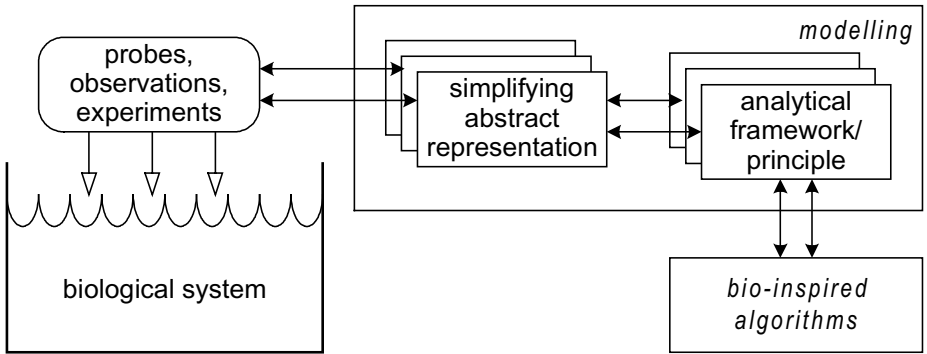 probes,
observations,
experiments
biological system
modelling
simplifying
abstract
representation
analytical
framework/
principle
bio-inspired
algorithms